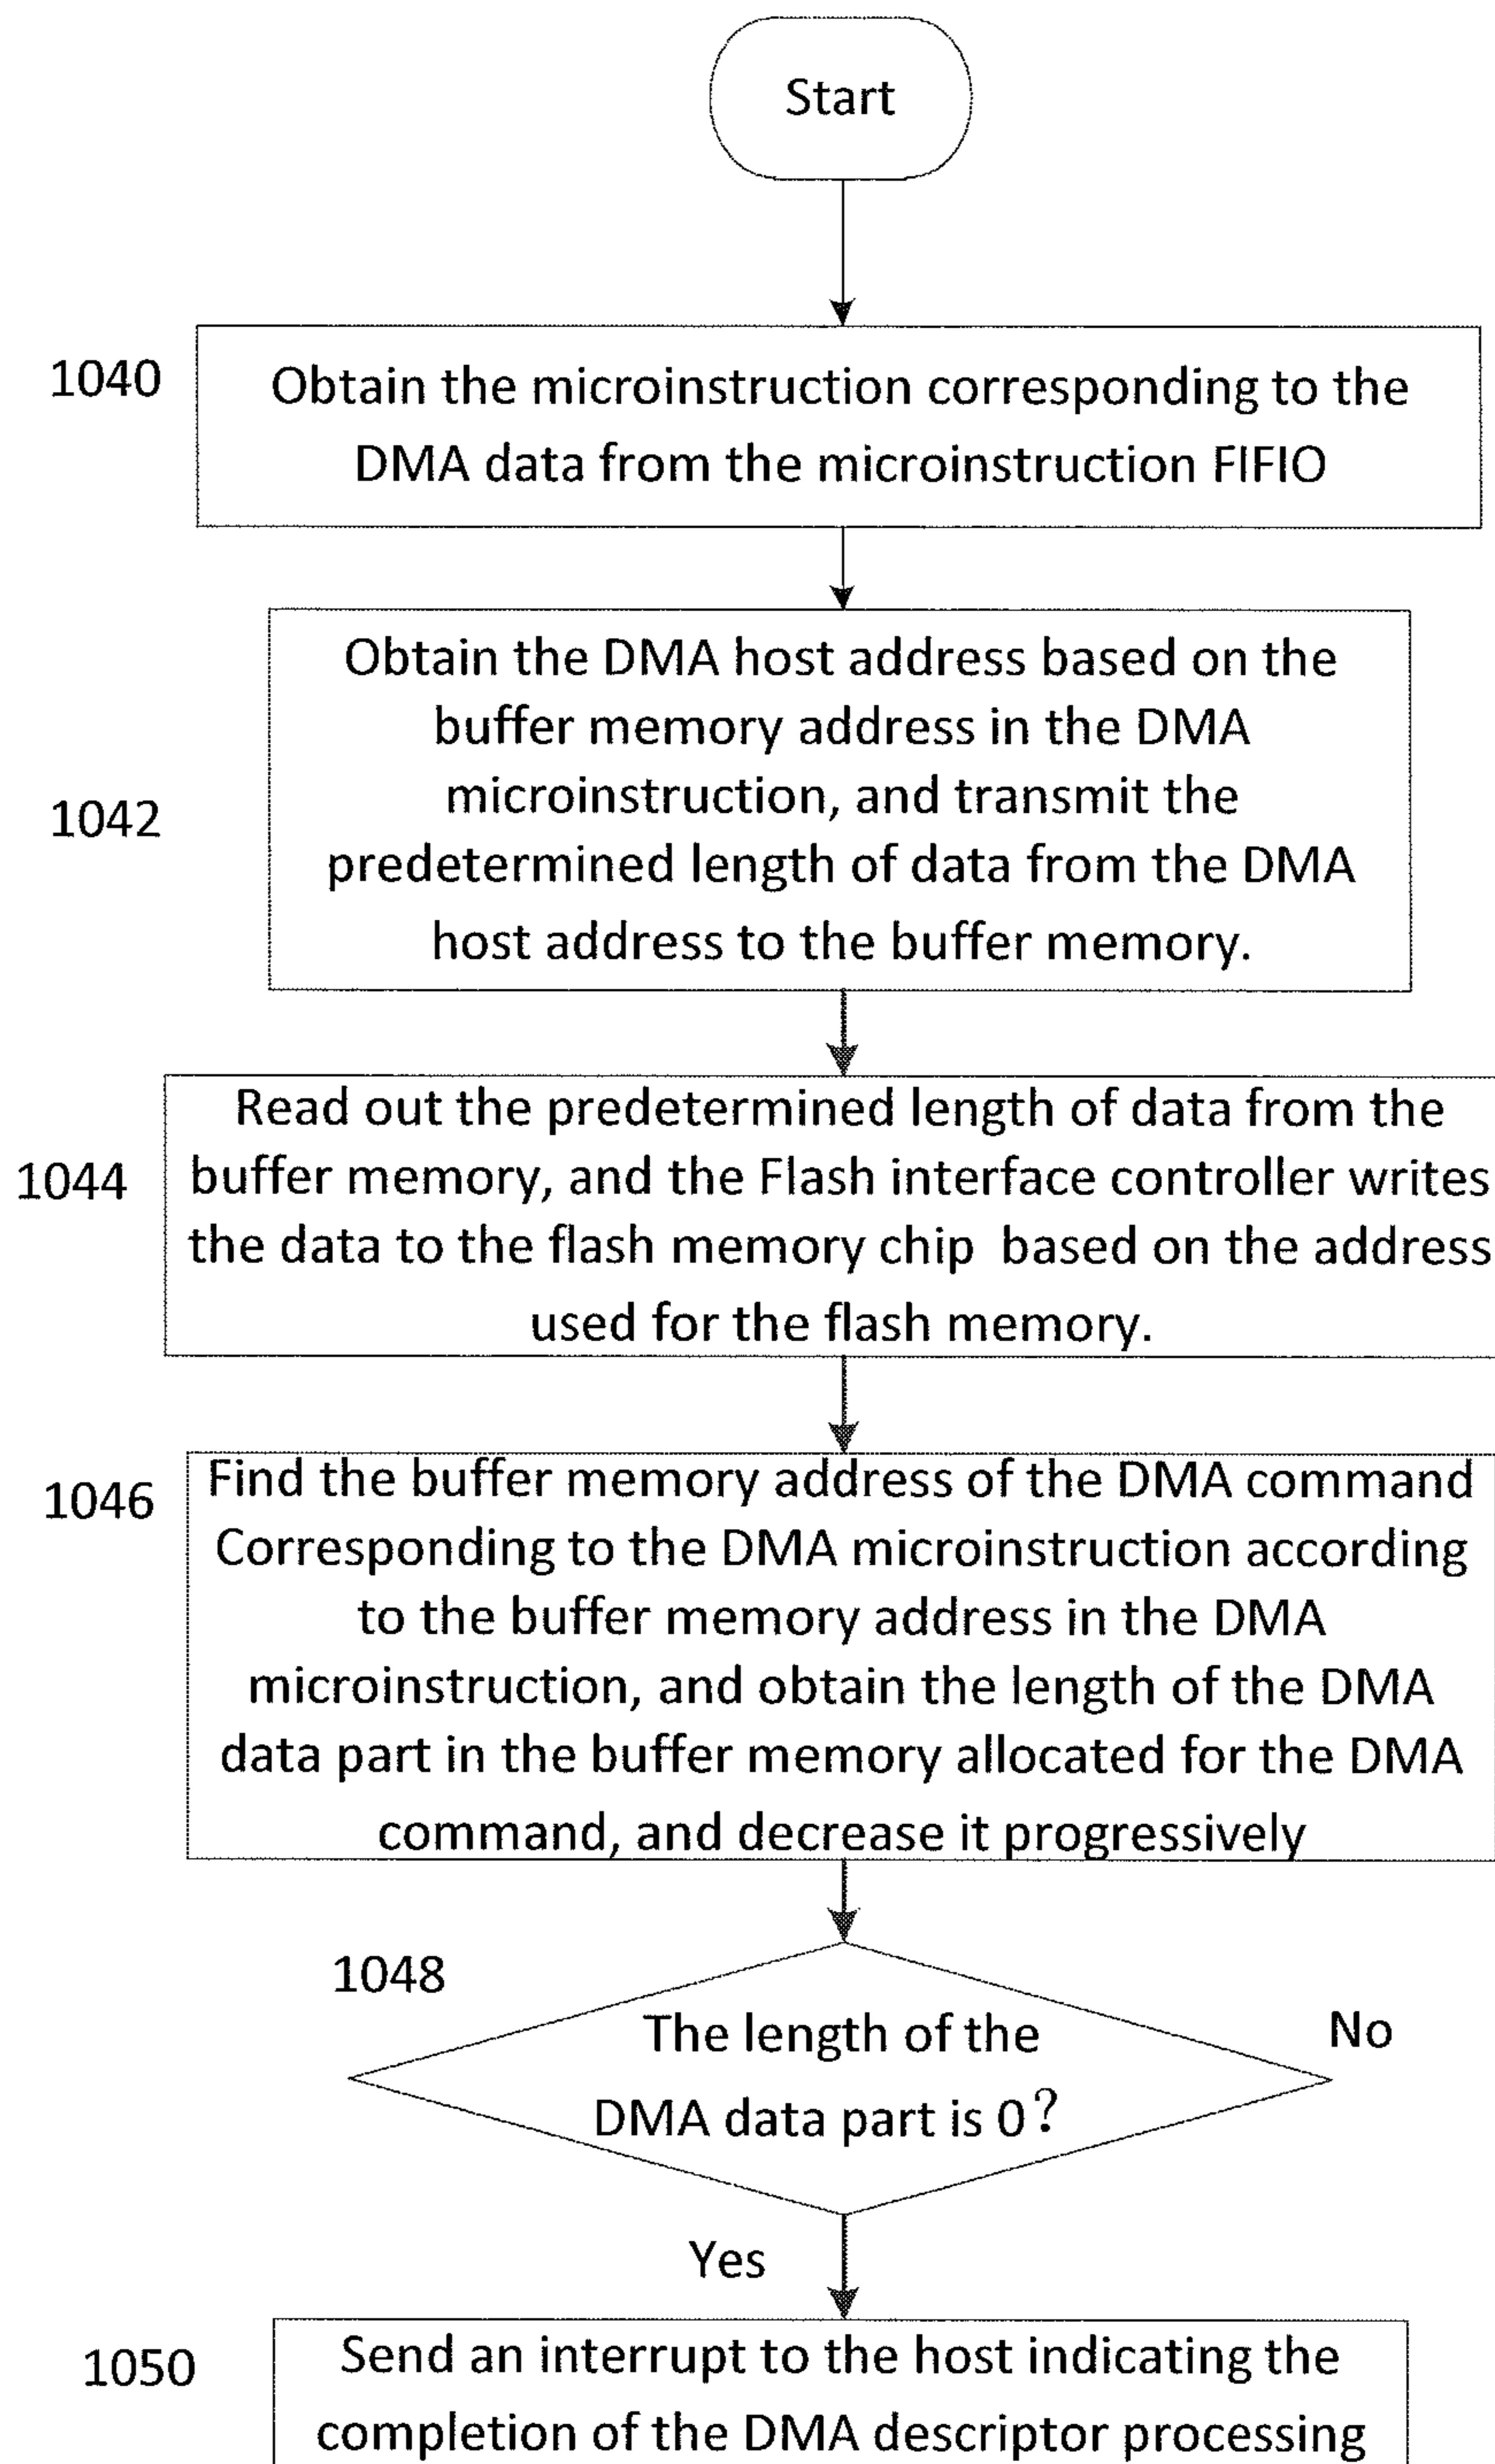 Start
1040
Obtain the microinstruction corresponding to the
DMA data from the microinstruction FIFIO
1042
Obtain the DMA host address based on the
buffer memory address in the DMA
microinstruction, and transmit the
predetermined length of data from the DMA
host address to the buffer memory.
1044
Read out the predetermined length of data from the
buffer memory, and the Flash interface controller writes
the data to the flash memory chip based on the address
used for the flash memory.
1046
Find the buffer memory address of the DMA command
Corresponding to the DMA microinstruction according
to the buffer memory address in the DMA
microinstruction, and obtain the length of the DMA
data part in the buffer memory allocated for the DMA
command, and decrease it progressively
1048
The length of the
DMA data part is 0?
No
Yes
1050
Send an interrupt to the host indicating the
completion of the DMA descriptor processing